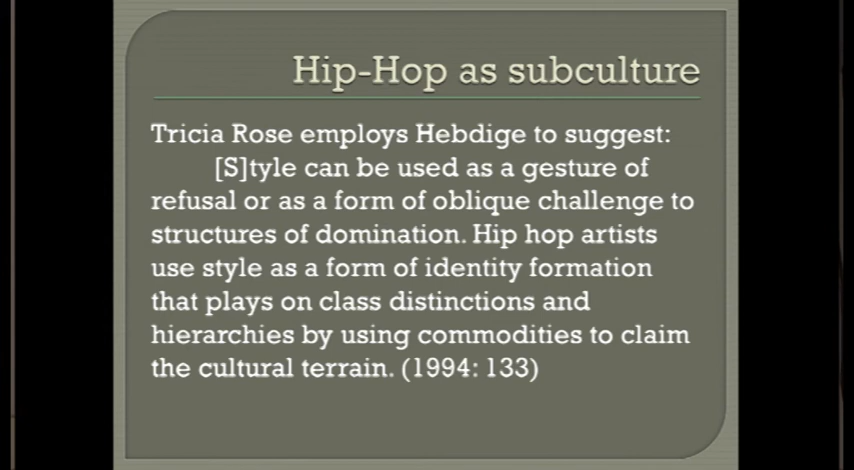 Hip-Hop as subculture
Tricia Rose employs Hebdige to suggest:
[S]tyle can be used as a gesture of
refusal or as a form of oblique challenge to
structures of domination. Hip hop artists
use style as a form of identity formation
that plays on class distinctions and
hierarchies by using commodities to claim
the cultural terrain. (1994: 133)